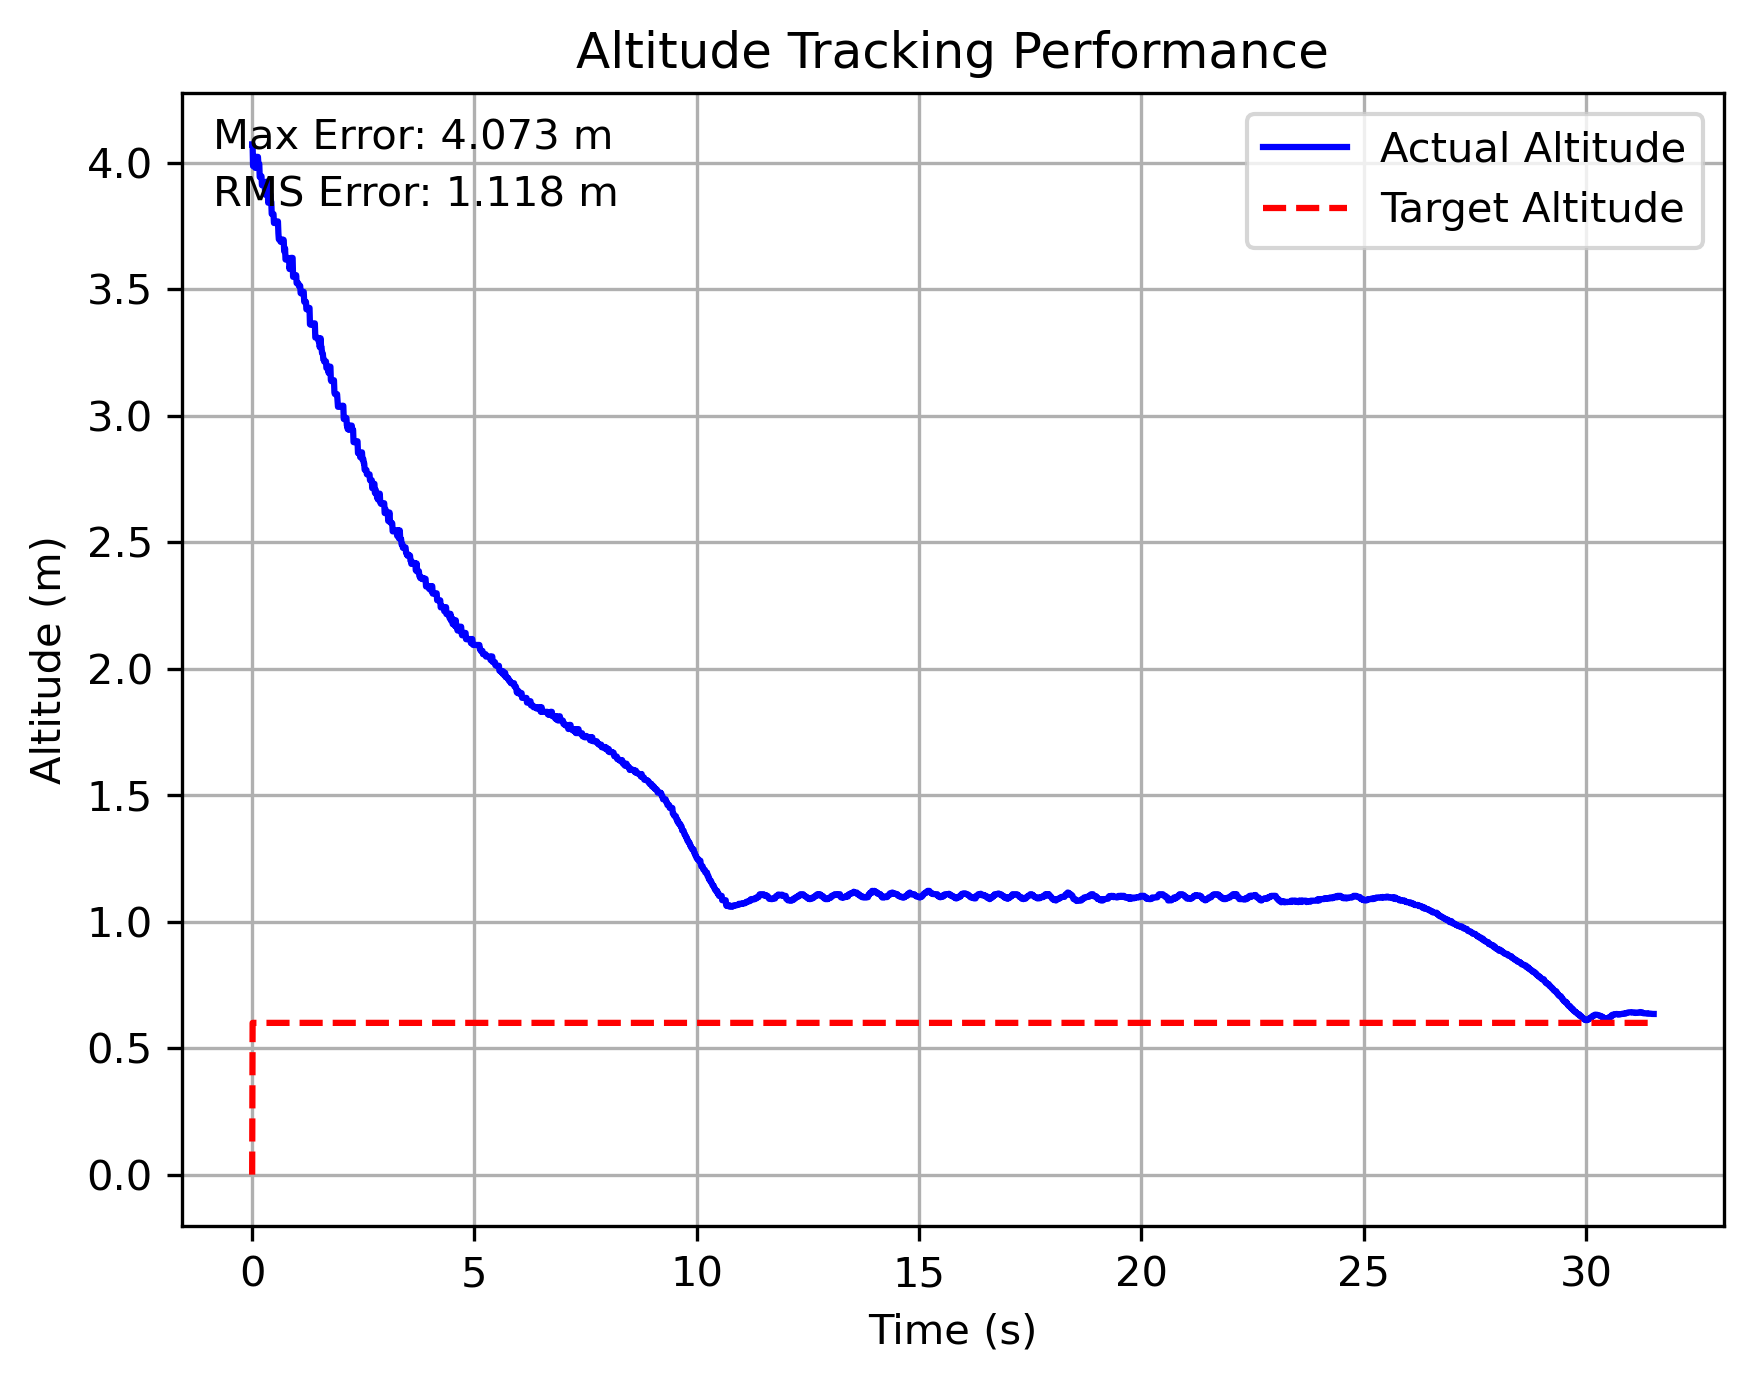 Altitude Tracking Performance
Max Error: 4.073 m
RMS Error: 1.118 m
Actual Altitude
Target Altitude
Altitude (m)
4.0
3.5
3.0
2.5
2.0
1.5
1.0
0.5
0.0
0 5 10 15 20 25 30
Time (s)